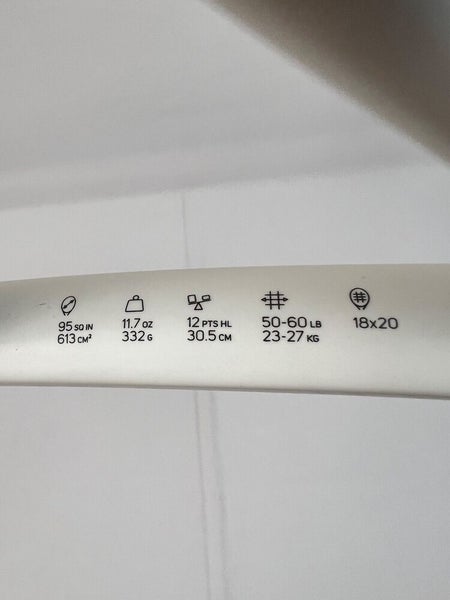 95 SQ IN
613 CM²
11.7 OZ
332 G
12 PTS HL
30.5 CM
50-60 LB
23-27 KG
18x20